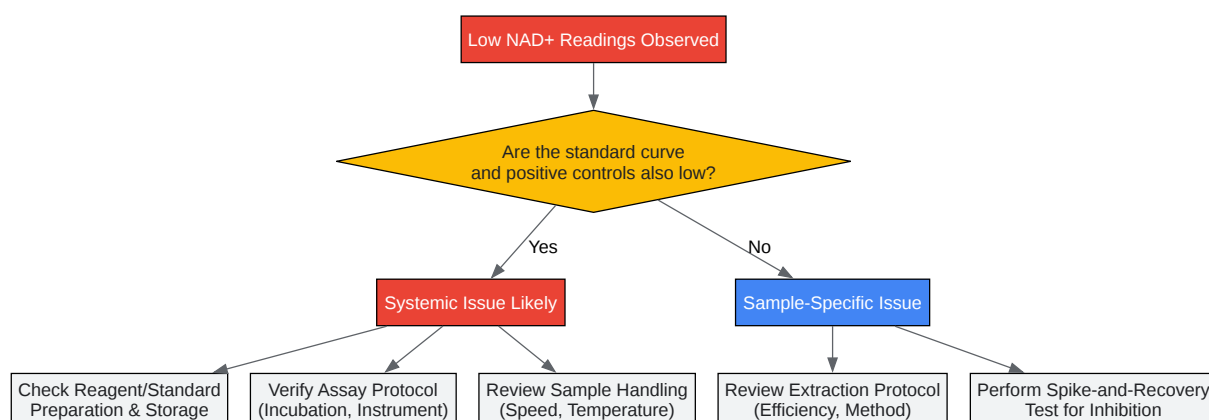 Low NAD+ Readings Observed
Are the standard curve
and positive controls also low?
Yes
No
Systemic Issue Likely
Sample-Specific Issue
Check Reagent/Standard
Preparation & Storage
Verify Assay Protocol
(Incubation, Instrument)
Review Sample Handling
(Speed, Temperature)
Review Extraction Protocol
(Efficiency, Method)
Perform Spike-and-Recovery
Test for Inhibition